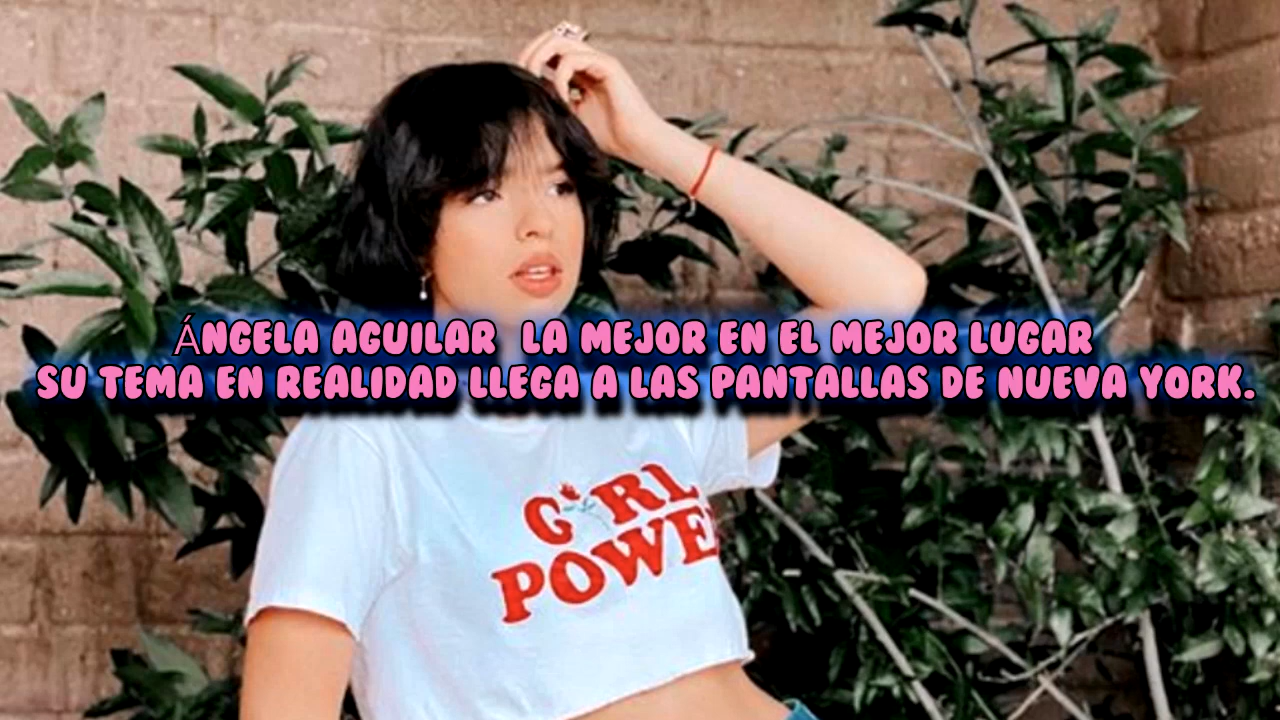 ÁNGELA AGUILAR LA MEJOR EN EL MEJOR LUGAR
SU TEMA EN REALIDAD LLEGA A LAS PANTALLAS DE NUEVA YORK.
GIRL
POWE